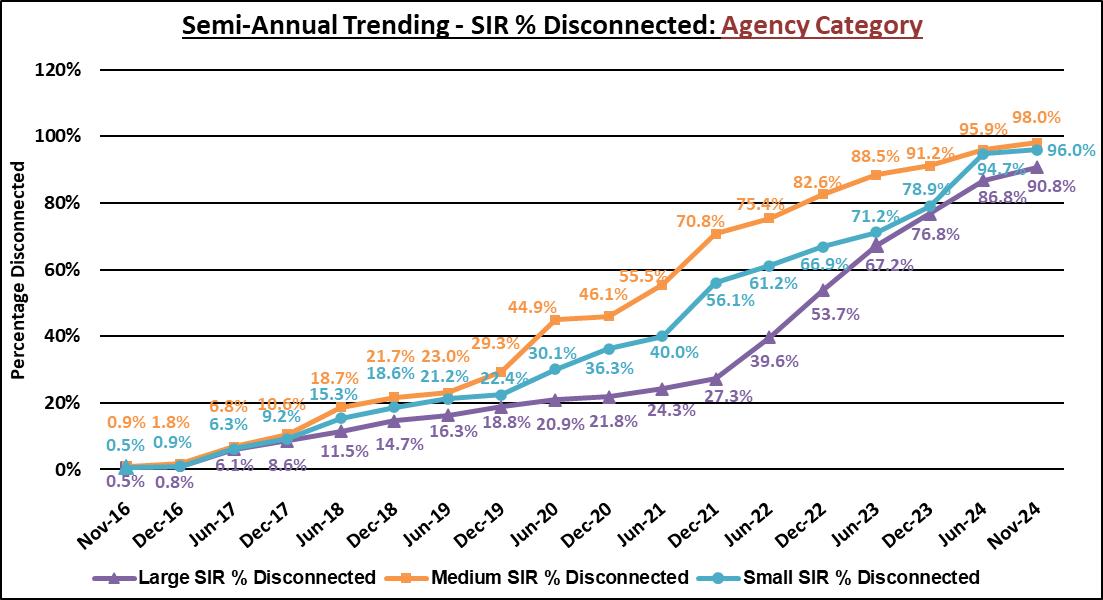 Semi-Annual Trending - SIR % Disconnected: Agency Category
Percentage Disconnected
120%
100%
80%
60%
40%
20%
0%
0.9% 1.8% 6.8% 10.6% 18.7% 21.7% 23.0% 29.3% 44.9% 46.1% 55.5% 70.8% 75.4% 82.6% 88.5% 91.2% 95.9% 98.0%
0.5% 0.9% 6.3% 9.2% 15.3% 18.6% 21.2% 22.4% 30.1% 36.3% 40.0% 56.1% 61.2% 66.9% 71.2% 78.9% 94.7% 96.0%
0.5% 0.8% 6.1% 8.6% 11.5% 14.7% 16.3% 18.8% 20.9% 21.8% 24.3% 27.3% 39.6% 53.7% 67.2% 76.8% 86.8% 90.8%
Nov-16 Dec-16 Jun-17 Dec-17 Jun-18 Dec-18 Jun-19 Dec-19 Jun-20 Dec-20 Jun-21 Dec-21 Jun-22 Dec-22 Jun-23 Dec-23 Jun-24 Nov-24
Large SIR % Disconnected Medium SIR % Disconnected Small SIR % Disconnected